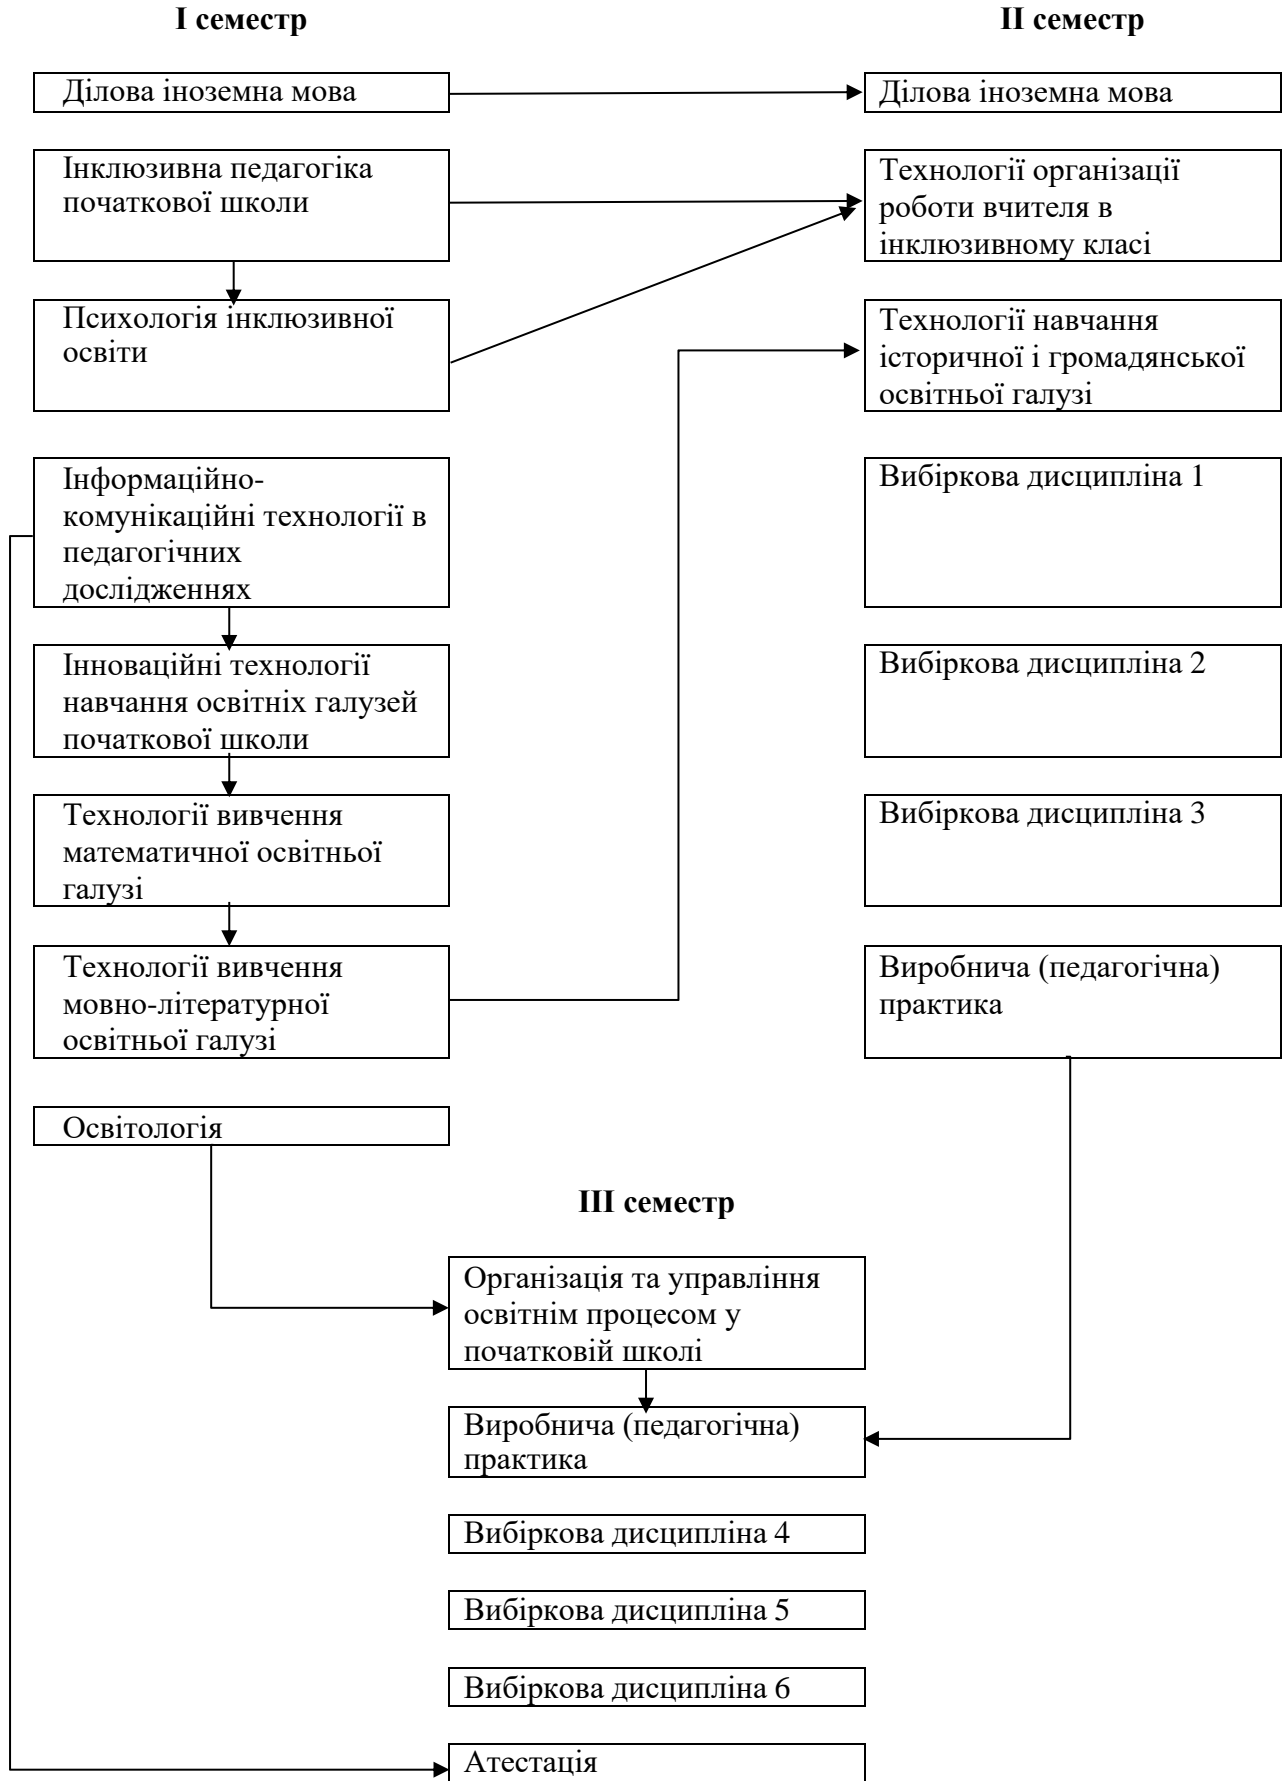 I семестр
II семестр
Ділова іноземна мова
Ділова іноземна мова
Інклюзивна педагогіка
початкової школи
Технології організації
роботи вчителя в
інклюзивному класі
Психологія інклюзивної
освіти
Технології навчання
історичної і громадянської
освітньої галузі
Інформаційно-
комунікаційні технології в
педагогічних
дослідженнях
Вибіркова дисципліна 1
Інноваційні технології
навчання освітніх галузей
початкової школи
Вибіркова дисципліна 2
Технології вивчення
математичної освітньої
галузі
Вибіркова дисципліна 3
Технології вивчення
мовно-літературної
освітньої галузі
Виробнича (педагогічна)
практика
Освітологія
III семестр
Організація та управління
освітнім процесом у
початковій школі
Виробнича (педагогічна)
практика
Вибіркова дисципліна 4
Вибіркова дисципліна 5
Вибіркова дисципліна 6
Атестація